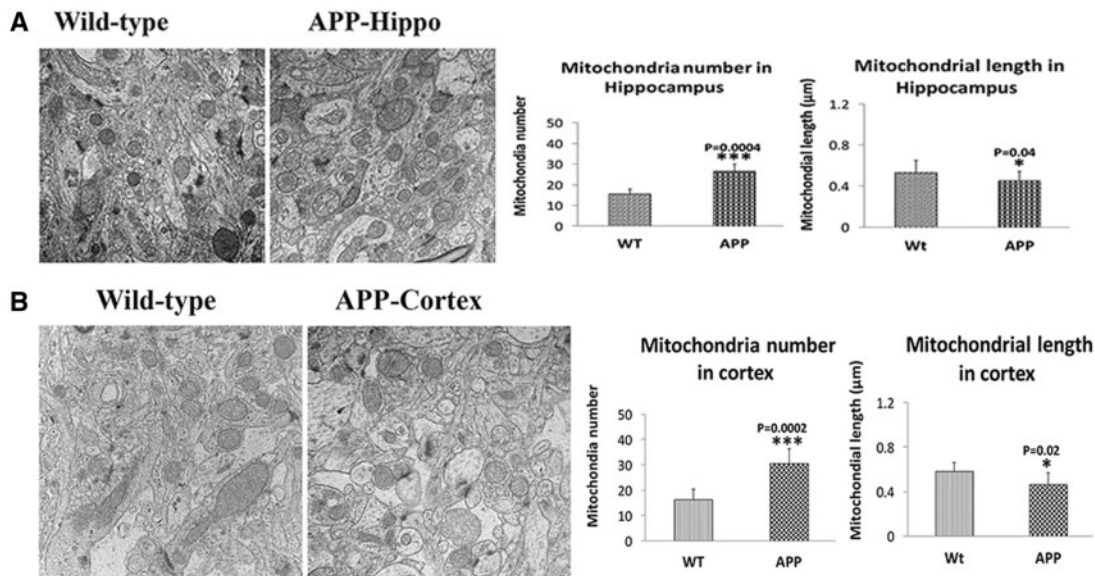 A
Wild-type
APP-Hippo
Mitochondria number in
Hippocampus
Mitochondria number
50
40
30
20
10
0
P=0.0004
***
WT
APP
Mitochondrial length in
Hippocampus
Mitochondrial length (µm)
1.2
0.8
0.4
0
P=0.04
*
Wt
APP
B
Wild-type
APP-Cortex
Mitochondria number
in cortex
Mitochondria number
50
40
30
20
10
0
P=0.0002
***
WT
APP
Mitochondrial length
in cortex
Mitochondrial length (µm)
1.2
0.8
0.4
0
P=0.02
*
Wt
APP